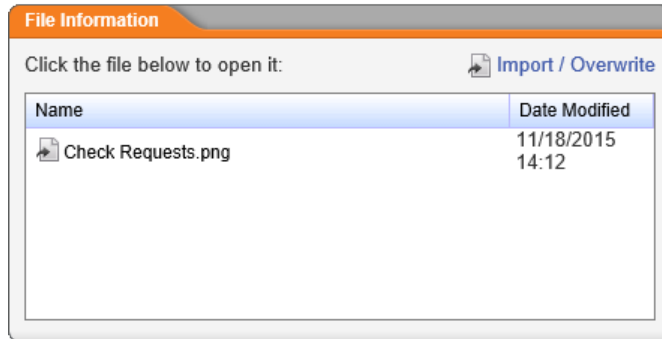 File Information
Click the file below to open it:
Import / Overwrite
Name
Date Modified
Check Requests.png
11/18/2015
14:12